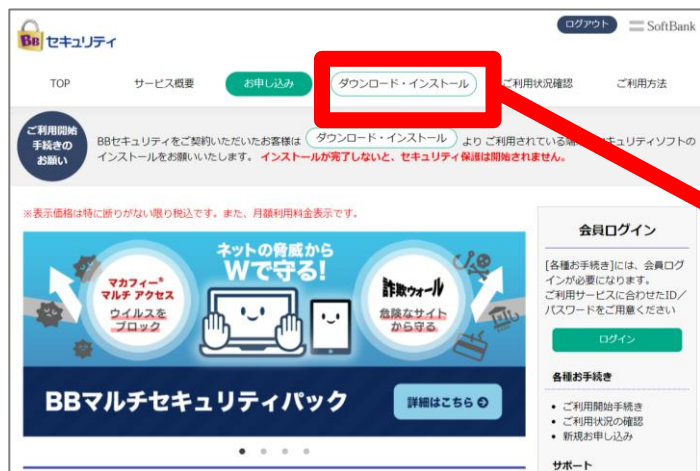 ログアウト
SoftBank
BB セキュリティ
TOP サービス概要 お申し込み ダウンロード・インストール ご利用状況確認 ご利用方法
ご利用開始
手続きの
お願い
BBセキュリティをご契約いただいたお客様は ダウンロード・インストール より ご利用されている端 キュリティソフトの
インストールをお願いいたします。 インストールが完了しないと、セキュリティ保護は開始されません。
※表示価格は特に断りがない限り税込です。また、月額利用料金表示です。
ネットの脅威から
Wで守る!
マカフィー®
マルチ アクセス
ウイルスを
ブロック
詐欺ウォール
危険なサイト
から守る
BBマルチセキュリティパック
詳細はこちら
会員ログイン
[各種お手続き]には、会員ログ
インが必要になります。
ご利用サービスに合わせたID/
パスワードをご用意ください
ログイン
各種お手続き
• ご利用開始手続き
• ご利用状況の確認
• 新規お申し込み
サポート